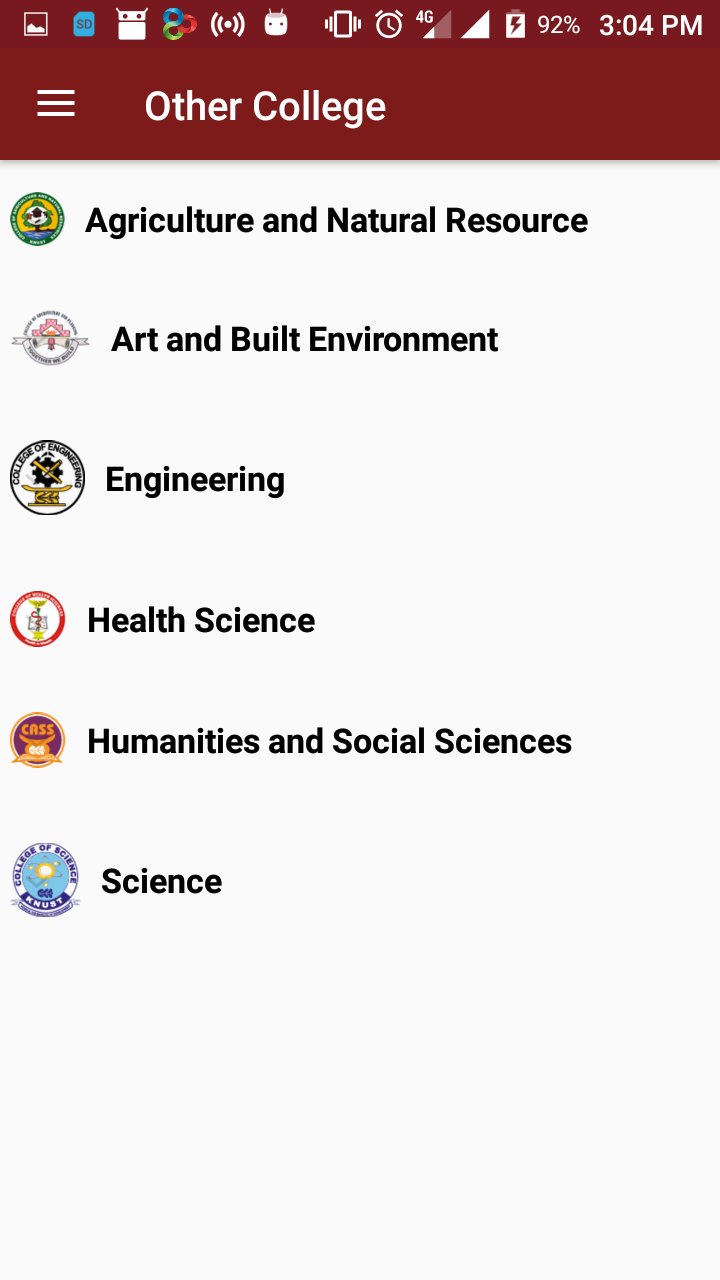 SD
4G
92%
3:04 PM
Other College
Agriculture and Natural Resource
Art and Built Environment
COLLEGE OF ENGINEERING
Engineering
Health Science
CASS
Humanities and Social Sciences
COLLEGE OF SCIENCE
KNUST
Science